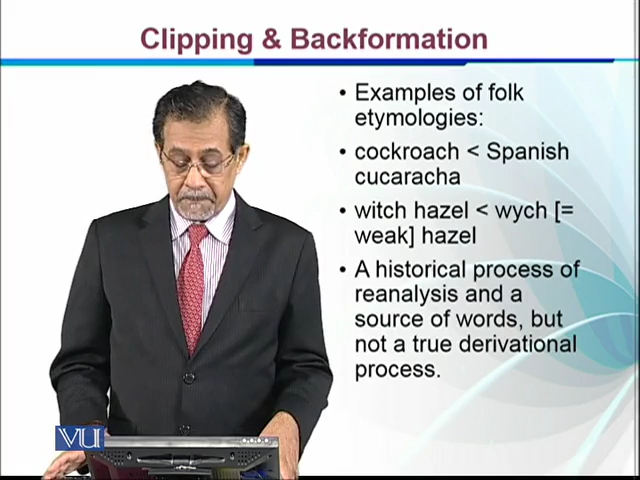 Clipping & Backformation
• Examples of folk
etymologies:
• cockroach < Spanish
cucaracha
• witch hazel < wych [=
weak] hazel
• A historical process of
reanalysis and a
source of words, but
not a true derivational
process.
VU